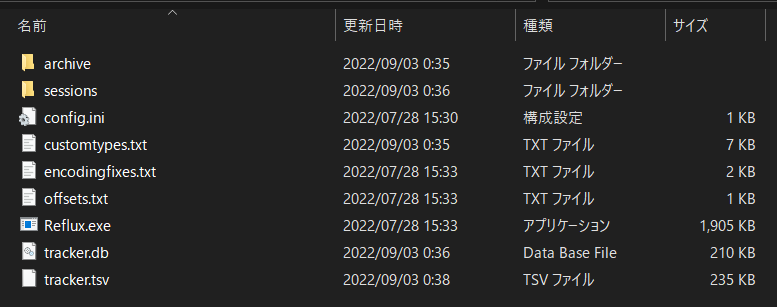 名前 更新日時 種類 サイズ
archive 2022/09/03 0:35 ファイル フォルダー
sessions 2022/09/03 0:36 ファイル フォルダー
config.ini 2022/07/28 15:30 構成設定 1 KB
customtypes.txt 2022/09/03 0:35 TXT ファイル 7 KB
encodingfixes.txt 2022/07/28 15:33 TXT ファイル 2 KB
offsets.txt 2022/07/28 15:33 TXT ファイル 1 KB
Reflux.exe 2022/07/28 15:33 アプリケーション 1,905 KB
tracker.db 2022/09/03 0:36 Data Base File 210 KB
tracker.tsv 2022/09/03 0:38 TSV ファイル 235 KB